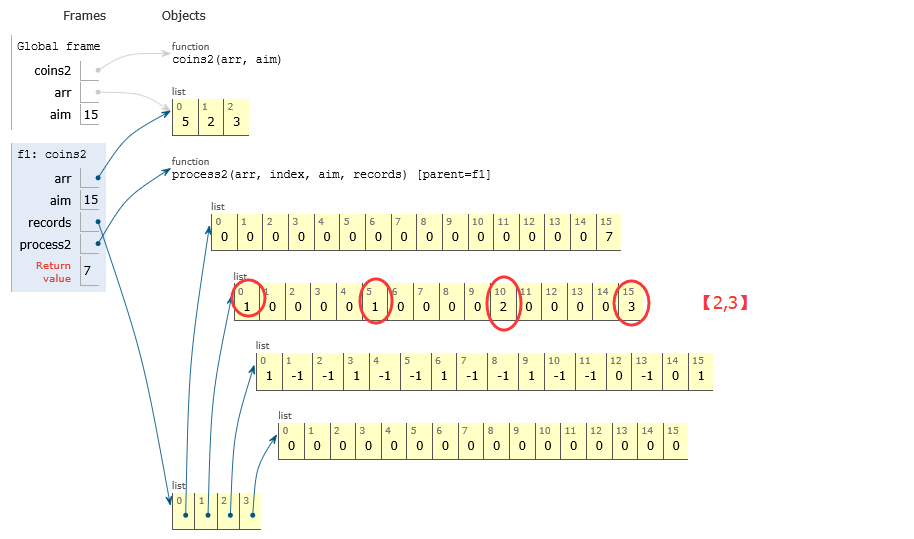 Frames Objects
Global frame
coins2
arr
aim 15
function
coins2(arr, aim)
list
0 1 2
5 2 3
f1: coins2
arr
aim 15
records
process2
Return
value 7
function
process2(arr, index, aim, records) [parent=f1]
list
0 1 2 3 4 5 6 7 8 9 10 11 12 13 14 15
0 0 0 0 0 0 0 0 0 0 0 0 0 0 0 7
list
0 1 2 3 4 5 6 7 8 9 10 11 12 13 14 15
1 0 0 0 0 1 0 0 0 0 2 0 0 0 0 3
【2,3】
list
0 1 2 3 4 5 6 7 8 9 10 11 12 13 14 15
1 -1 -1 1 -1 -1 1 -1 -1 1 -1 -1 0 -1 0 1
list
0 1 2 3 4 5 6 7 8 9 10 11 12 13 14 15
0 0 0 0 0 0 0 0 0 0 0 0 0 0 0 0
list
0 1 2 3